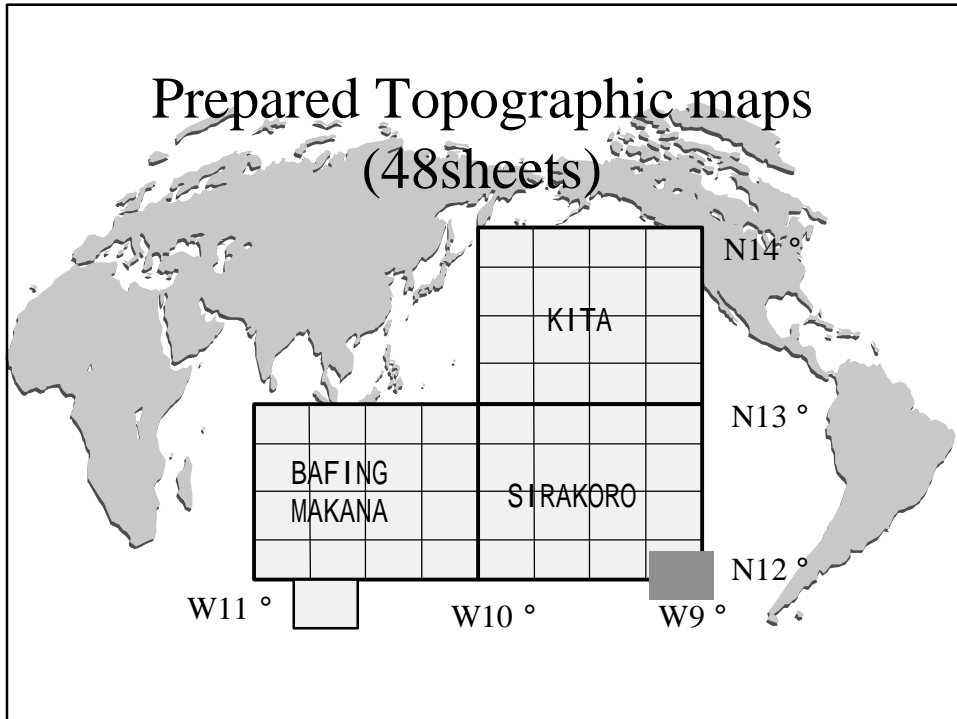 Prepared Topographic maps
(48sheets)
N14 °
KITA
N13 °
BAFING
MAKANA
SIRAKORO
N12 °
W11 °
W10 °
W9 °